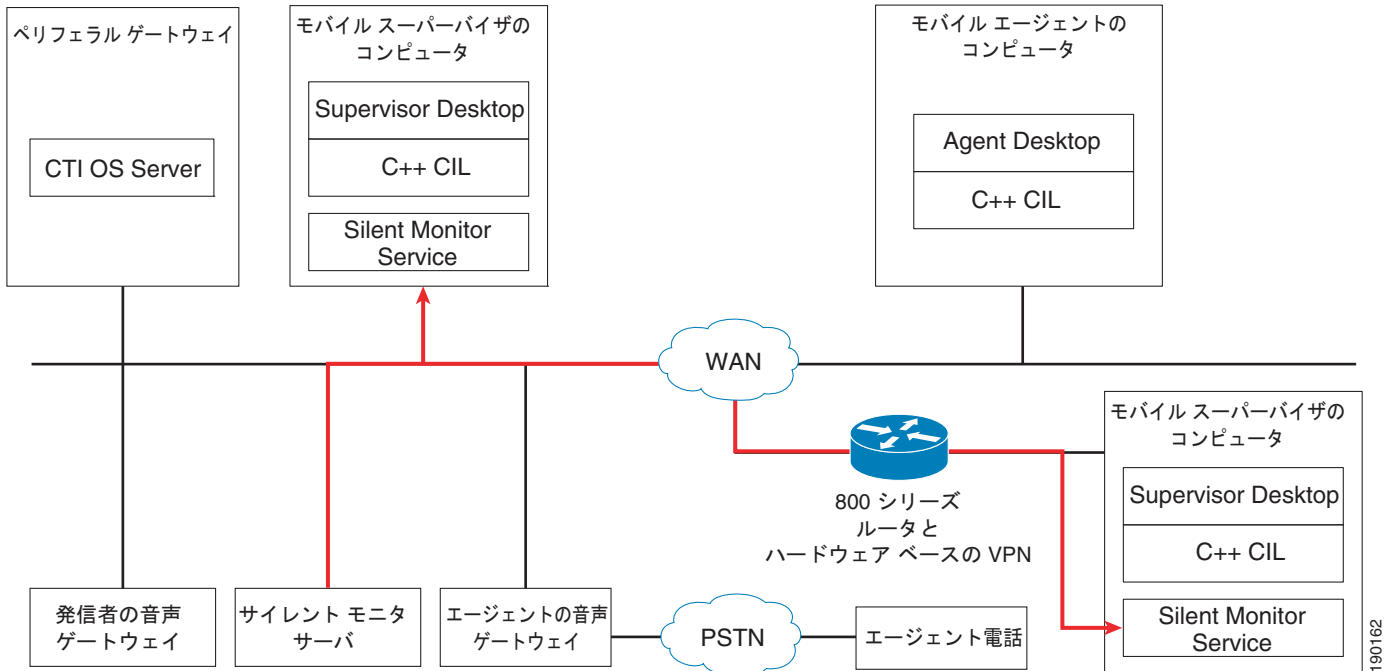 ペリフェラル ゲートウェイ
CTI OS Server
モバイル スーパーバイザの
コンピュータ
Supervisor Desktop
C++ CIL
Silent Monitor
Service
モバイル エージェントの
コンピュータ
Agent Desktop
C++ CIL
WAN
800 シリーズ
ルータと
ハードウェア ベースの VPN
モバイル スーパーバイザの
コンピュータ
Supervisor Desktop
C++ CIL
Silent Monitor
Service
発信者の音声
ゲートウェイ
サイレント モニタ
サーバ
エージェントの音声
ゲートウェイ
PSTN
エージェント電話
190162